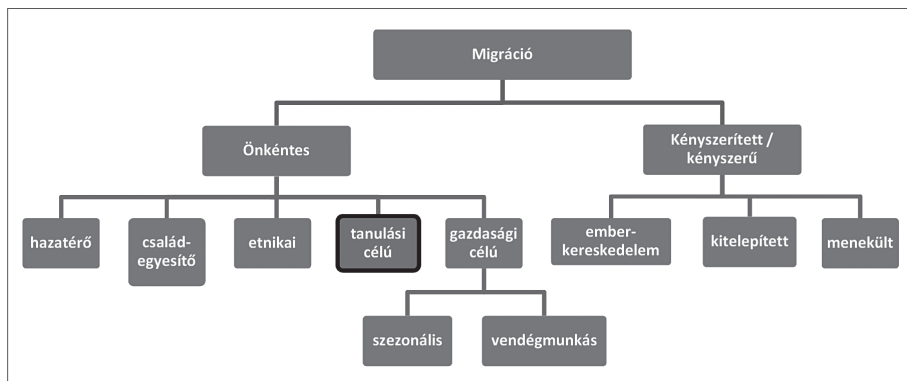 Migráció
Önkéntes
Kényszerített /
kényszerű
hazatérő
család-
egyesítő
etnikai
tanulási
célú
gazdasági
célú
ember-
kereskedelem
kitelepített
menekült
szezonális
vendégmunkás